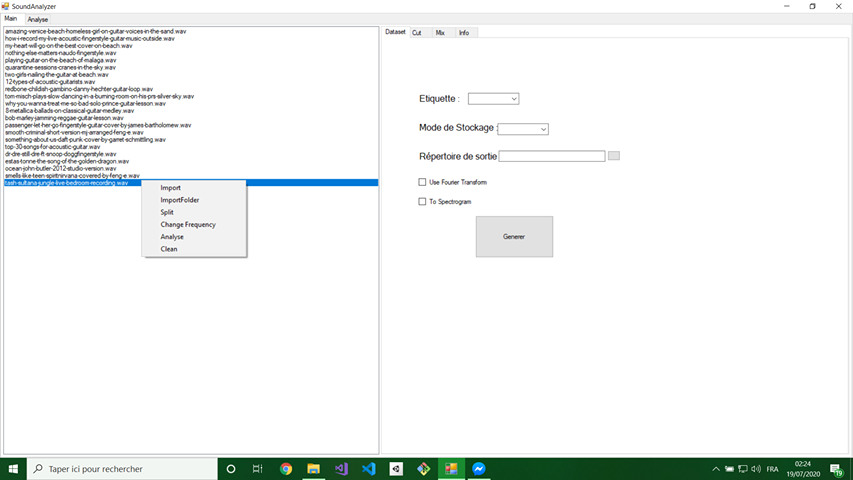 SoundAnalyzer
Main Analyse
amazing-venice-beach-homeless-girl-on-guitar-voices-in-the-sand.wav
how-i-record-my-live-acoustic-fingerstyle-guitar-music-outside.wav
my-heart-will-go-on-the-best-cover-on-beach.wav
nothing-else-matters-naudo-fingerstyle.wav
playing-guitar-on-the-beach-of-malaga.wav
quarantine-sessions-cranes-in-the-sky.wav
two-girls-nailing-the-guitar-at-beach.wav
12-types-of-acoustic-guitarists.wav
redbone-childish-gambino-danny-hechter-guitar-loop.wav
tom-misch-plays-slow-dancing-in-a-burning-room-on-his-prs-silver-sky.wav
why-you-wanna-treat-me-so-bad-solo-prince-guitar-lesson.wav
8-metallica-ballads-on-classical-guitar-medley.wav
bob-marley-jamming-reggae-guitar-lesson.wav
passenger-let-her-go-fingerstyle-guitar-cover-by-james-bartholomew.wav
smooth-criminal-short-version-mj-arranged-feng-e.wav
something-about-us-daft-punk-cover-by-garret-schmittling.wav
top-30-songs-for-acoustic-guitar.wav
dr-dre-still-dre-ft-snoop-doggfingerstyle.wav
estas-tonne-the-song-of-the-golden-dragon.wav
ocean-john-butler-2012-studio-version.wav
smells-like-teen-spiritnirvana-covered-by-feng-e.wav
tash-sultana-jungle-live-bedroom-recording.wav
Import
ImportFolder
Split
Change Frequency
Analyse
Clean
Dataset Cut Mix Info
Etiquette :
Mode de Stockage :
Répertoire de sortie
Use Fourier Transform
To Spectrogram
Generer
Taper ici pour rechercher
FRA
02:24
19/07/2020